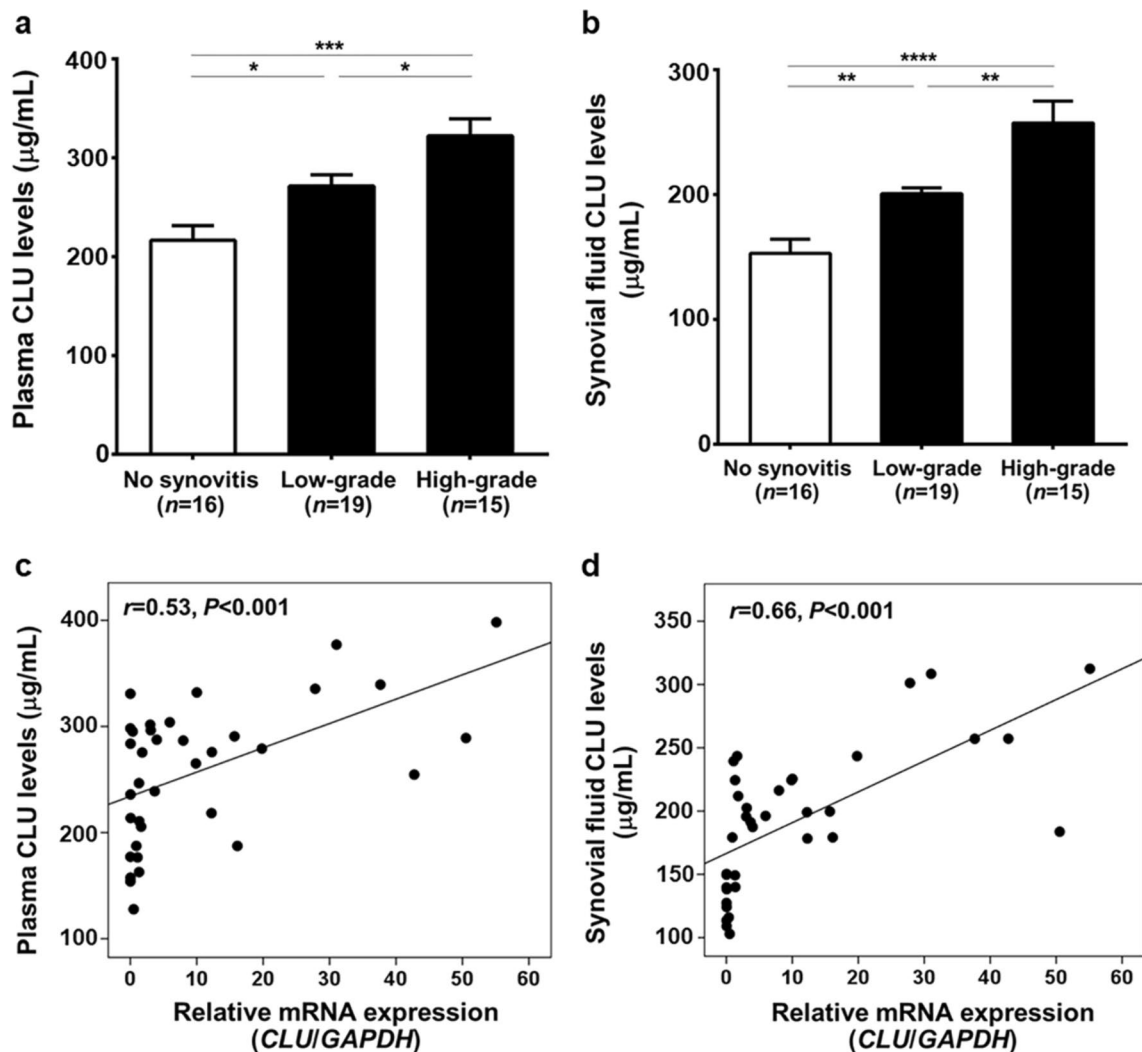 a
Plasma CLU levels (μg/mL)
400
300
200
100
0
***
* *
No synovitis Low-grade High-grade
(n=16) (n=19) (n=15)
b
Synovial fluid CLU levels
(μg/mL)
300
200
100
0
****
** **
No synovitis Low-grade High-grade
(n=16) (n=19) (n=15)
c
Plasma CLU levels (μg/mL)
r=0.53, P<0.001
400
300
200
100
0 10 20 30 40 50 60
Relative mRNA expression
(CLU/GAPDH)
d
Synovial fluid CLU levels
(μg/mL)
r=0.66, P<0.001
350
300
250
200
150
100
0 10 20 30 40 50 60
Relative mRNA expression
(CLU/GAPDH)